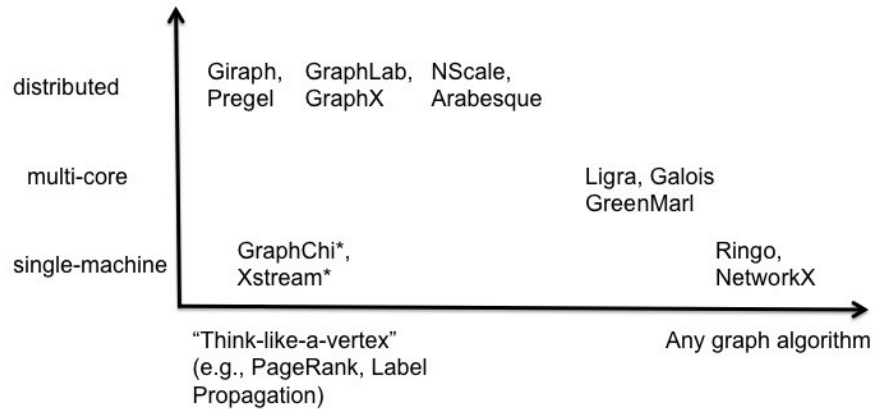 distributed
Giraph, GraphLab, NScale,
Pregel GraphX Arabesque
multi-core
Ligra, Galois
GreenMarl
single-machine
GraphChi*,
Xstream*
Ringo,
NetworkX
“Think-like-a-vertex”
(e.g., PageRank, Label
Propagation)
Any graph algorithm